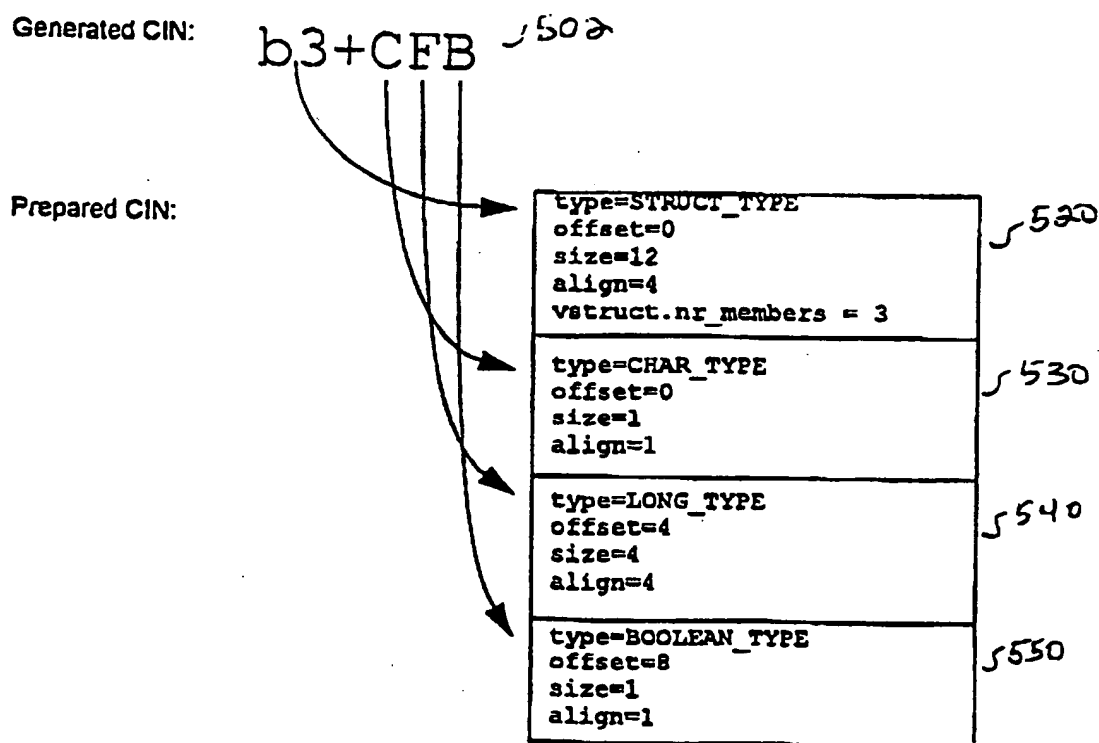 Generated CIN:
b3+CFB
502
Prepared CIN:
type=STRUCT_TYPE
offset=0
size=12
align=4
vstruct.nr_members = 3
520
type=CHAR_TYPE
offset=0
size=1
align=1
530
type=LONG_TYPE
offset=4
size=4
align=4
540
type=BOOLEAN_TYPE
offset=8
size=1
align=1
550